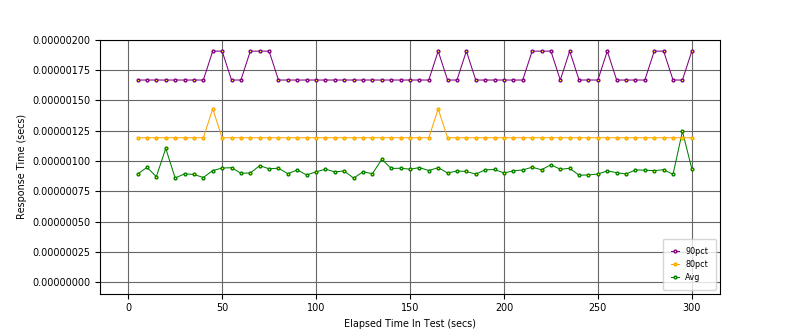 0.00000200
0.00000175
0.00000150
0.00000125
0.00000100
0.00000075
0.00000050
0.00000025
0.00000000
Response Time (secs)
90pct
80pct
Avg
0 50 100 150 200 250 300
Elapsed Time In Test (secs)